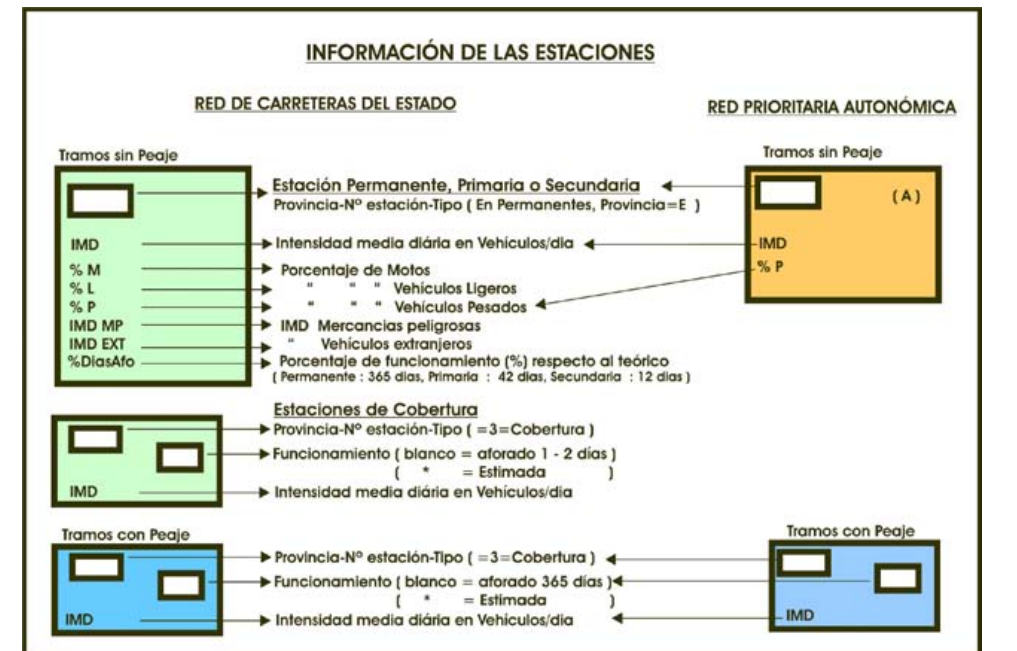 INFORMACIÓN DE LAS ESTACIONES
RED DE CARRETERAS DEL ESTADO
RED PRIORITARIA AUTONÓMICA
Tramos sin Peaje
Tramos sin Peaje
Estación Permanente, Primaria o Secundaria
Provincia-Nº estación-Tipo ( En Permanentes, Provincia=E )
( A )
IMD
Intensidad media diária en Vehículos/dia
IMD
% M
Porcentaje de Motos
% P
% L
" " " Vehículos Ligeros
% P
" " " Vehículos Pesados
IMD MP
IMD Mercancias peligrosas
IMD EXT
" Vehículos extranjeros
%DiasAfo
Porcentaje de funcionamiento (%) respecto al teórico
( Permanente : 365 dias, Primaria : 42 dias, Secundaria : 12 dias )
Estaciones de Cobertura
Provincia-Nº estación-Tipo ( =3=Cobertura )
Funcionamiento ( blanco = aforado 1 - 2 días )
( * = Estimada )
IMD
Intensidad media diária en Vehículos/dia
Tramos con Peaje
Tramos con Peaje
Provincia-Nº estación-Tipo ( =3=Cobertura )
Funcionamiento ( blanco = aforado 365 días )
( * = Estimada )
IMD
Intensidad media diária en Vehículos/dia
IMD